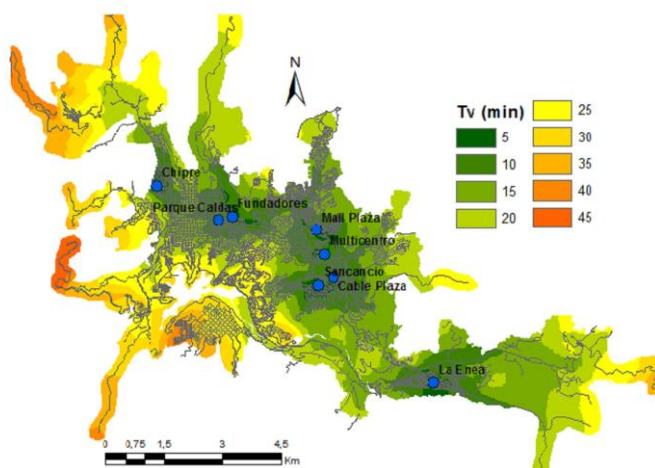 N
Tv (min)
5
10
15
20
25
30
35
40
45
Chipre
Parque Caldas
Fundadores
Mall Plaza
Multicentro
Sancancio
Cable Plaza
La Enea
0 0,75 1,5 3 4,5
Km